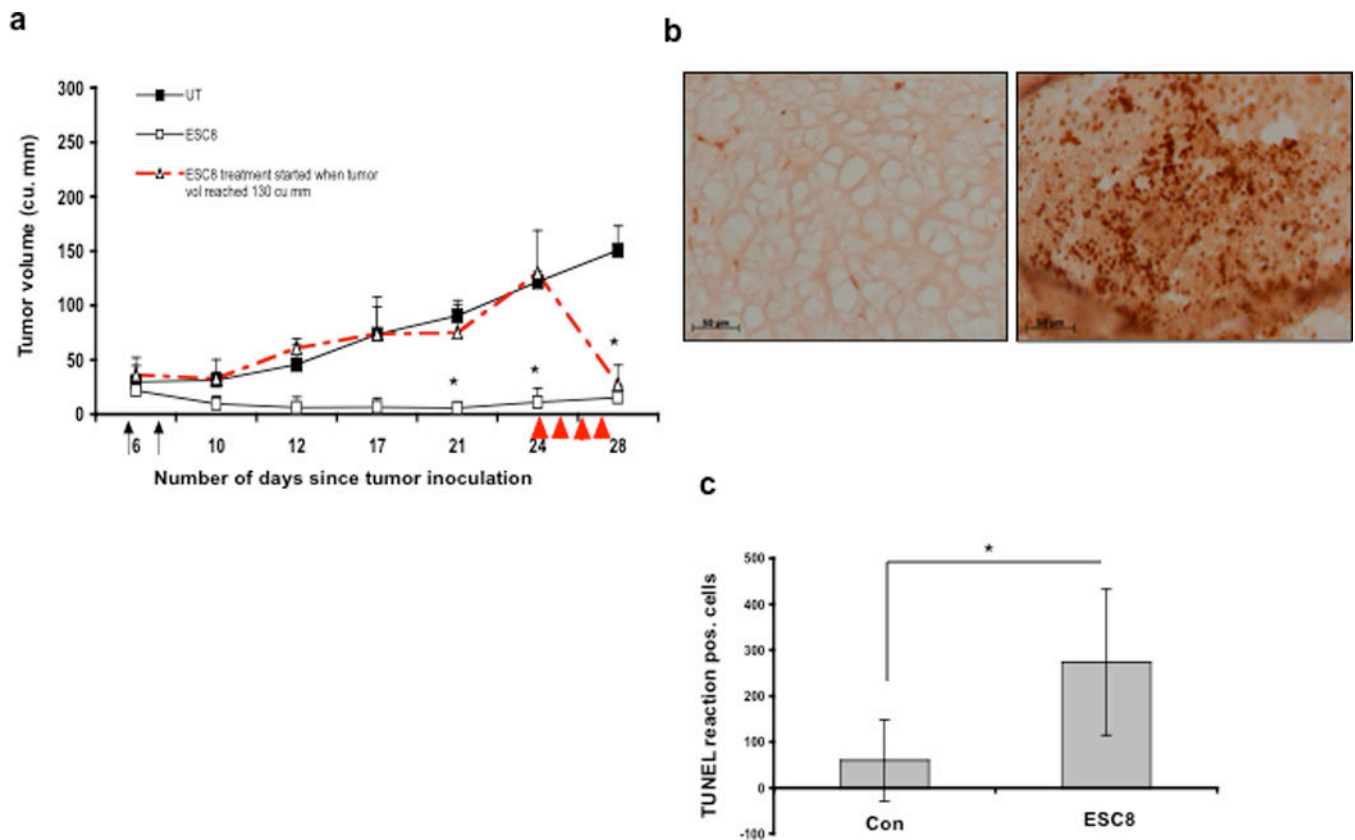 a
300
250
200
150
100
50
0
Tumor volume (cu. mm)
UT
ESC8
ESC8 treatment started when tumor
vol reached 130 cu mm
*
*
*
6 10 12 17 21 24 28
Number of days since tumor inoculation
b
50 µm
50 µm
c
500
400
300
200
100
0
-100
TUNEL reaction pos. cells
*
Con ESC8